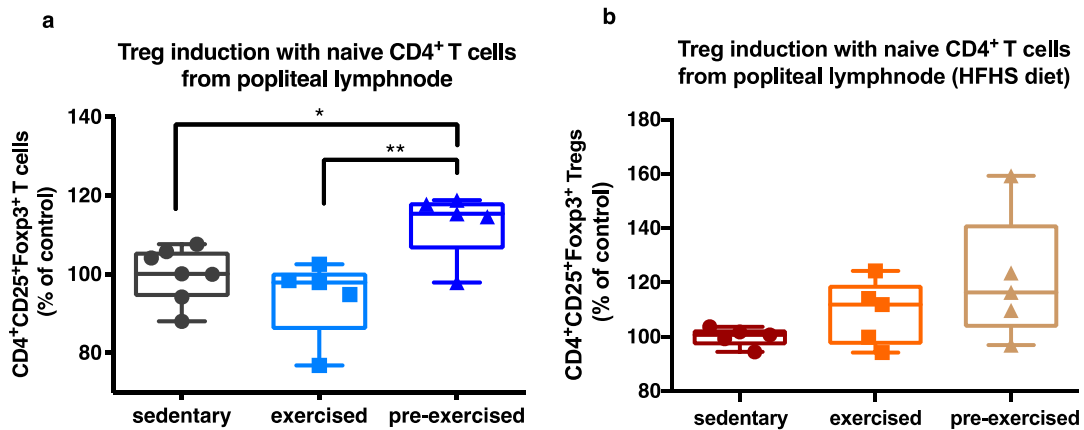 a
Treg induction with naive CD4⁺ T cells
from popliteal lymphnode
CD4⁺CD25⁺Foxp3⁺ T cells
(% of control)
140
120
100
80
*
**
sedentary
exercised
pre-exercised
b
Treg induction with naive CD4⁺ T cells
from popliteal lymphnode (HFHS diet)
CD4⁺CD25⁺Foxp3⁺ Tregs
(% of control)
180
160
140
120
100
80
sedentary
exercised
pre-exercised